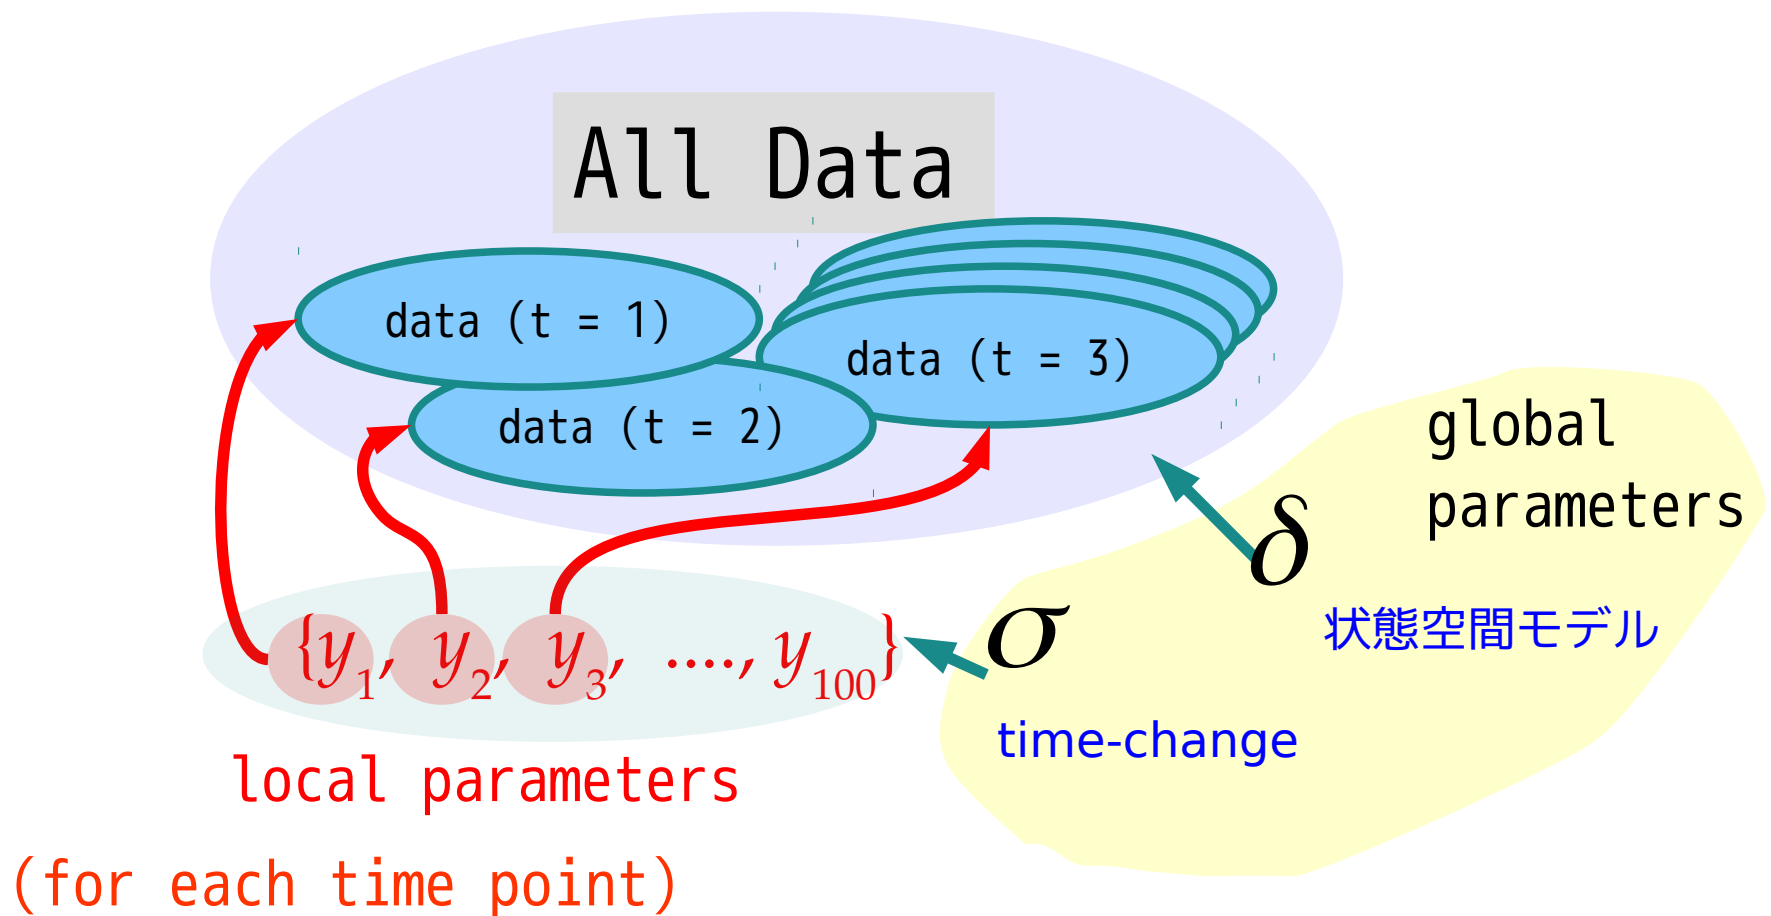 All Data
data (t = 1)
data (t = 2)
data (t = 3)
global
parameters
δ
状態空間モデル
σ
time-change
{y1, y2, y3, ...., y100}
local parameters
(for each time point)